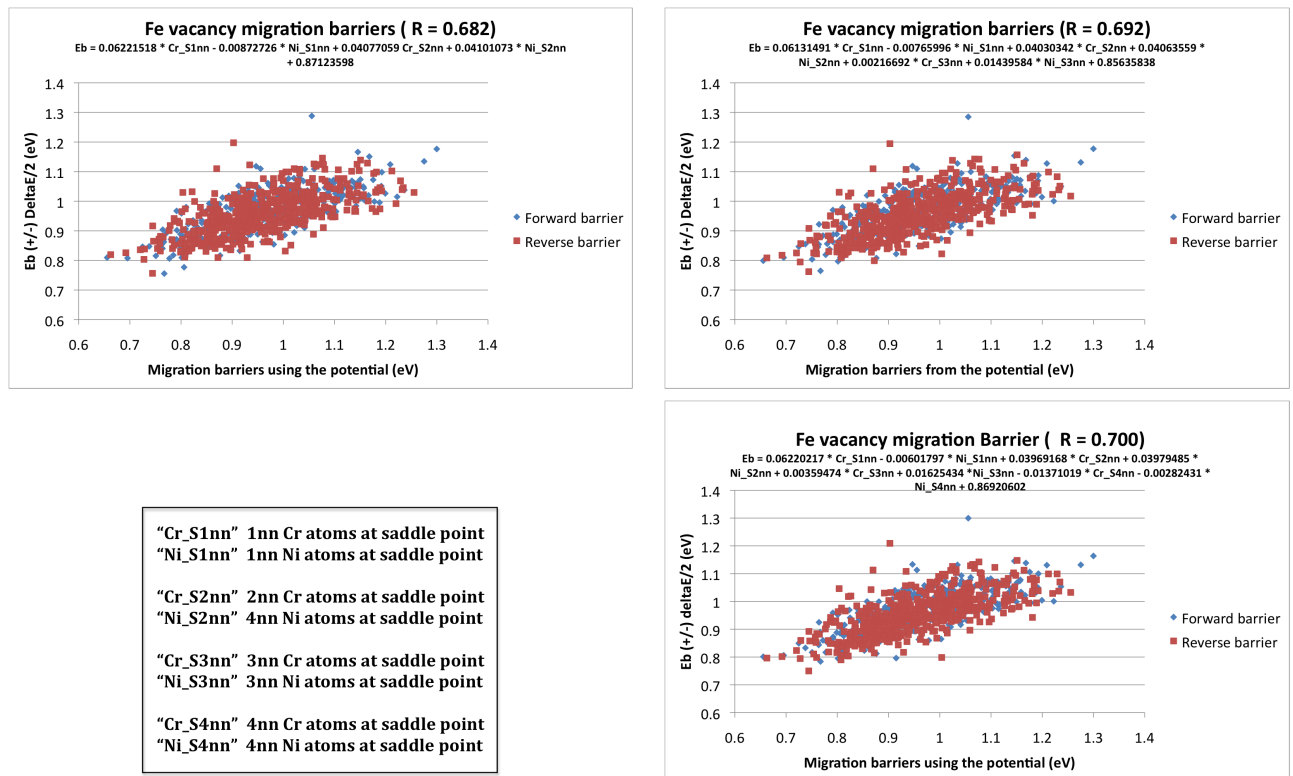 Fe vacancy migration barriers ( R = 0.682)
Eb = 0.06221518 * Cr_S1nn - 0.00872726 * Ni_S1nn + 0.04077059 Cr_S2nn + 0.04101073 * Ni_S2nn
+ 0.87123598
1.4
1.3
1.2
1.1
1
0.9
0.8
0.7
0.6
Eb (+/-) DeltaE/2 (eV)
0.6 0.7 0.8 0.9 1 1.1 1.2 1.3 1.4
Migration barriers using the potential (eV)
Forward barrier
Reverse barrier
Fe vacancy migration barriers (R = 0.692)
Eb = 0.06131491 * Cr_S1nn - 0.00765996 * Ni_S1nn + 0.04030342 * Cr_S2nn + 0.04063559 *
Ni_S2nn + 0.00216692 * Cr_S3nn + 0.01439584 * Ni_S3nn + 0.85635838
1.4
1.3
1.2
1.1
1
0.9
0.8
0.7
0.6
Eb (+/-) DeltaE/2 (eV)
0.6 0.7 0.8 0.9 1 1.1 1.2 1.3 1.4
Migration barriers from the potential (eV)
Forward barrier
Reverse barrier
"Cr_S1nn" 1nn Cr atoms at saddle point
"Ni_S1nn" 1nn Ni atoms at saddle point
"Cr_S2nn" 2nn Cr atoms at saddle point
"Ni_S2nn" 4nn Ni atoms at saddle point
"Cr_S3nn" 3nn Cr atoms at saddle point
"Ni_S3nn" 3nn Ni atoms at saddle point
"Cr_S4nn" 4nn Cr atoms at saddle point
"Ni_S4nn" 4nn Ni atoms at saddle point
Fe vacancy migration Barrier ( R = 0.700)
Eb = 0.06220217 * Cr_S1nn - 0.00601797 * Ni_S1nn + 0.03969168 * Cr_S2nn + 0.03979485 *
Ni_S2nn + 0.00359474 * Cr_S3nn + 0.01625434 *Ni_S3nn - 0.01371019 * Cr_S4nn - 0.00282431 *
Ni_S4nn + 0.86920602
1.4
1.3
1.2
1.1
1
0.9
0.8
0.7
0.6
Eb (+/-) deltaE/2 (eV)
0.6 0.7 0.8 0.9 1 1.1 1.2 1.3 1.4
Migration barriers using the potential (eV)
Forward barrier
Reverse barrier